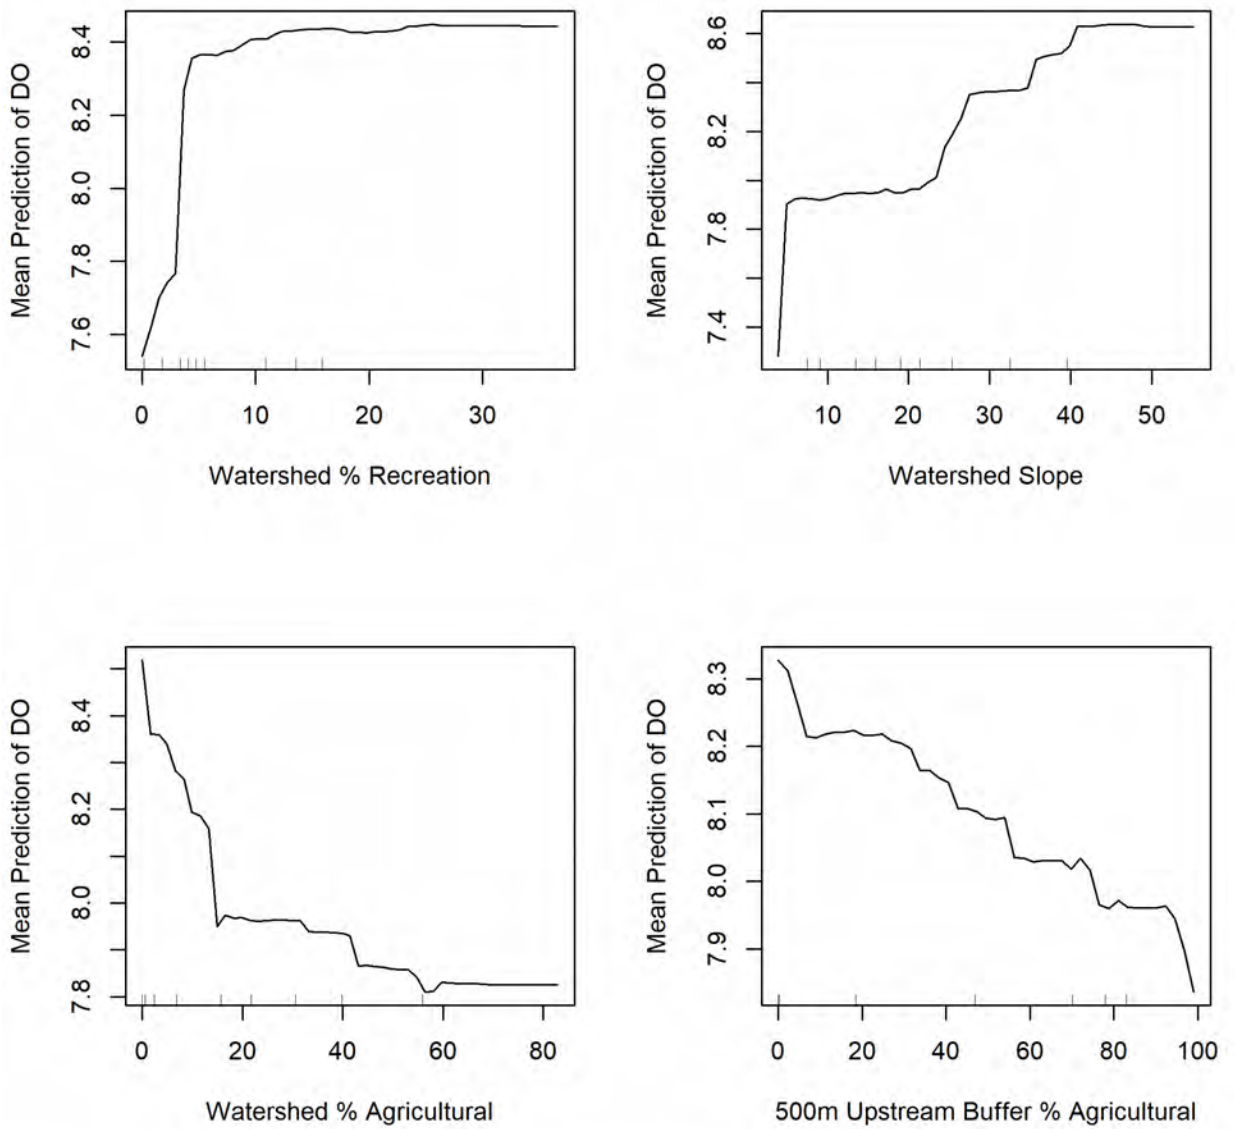 Mean Prediction of DO
8.4
8.2
8.0
7.8
7.6
0 10 20 30
Watershed % Recreation
Mean Prediction of DO
8.6
8.2
7.8
7.4
10 20 30 40 50
Watershed Slope
Mean Prediction of DO
8.4
8.2
8.0
7.8
0 20 40 60 80
Watershed % Agricultural
Mean Prediction of DO
8.3
8.2
8.1
8.0
7.9
0 20 40 60 80 100
500m Upstream Buffer % Agricultural